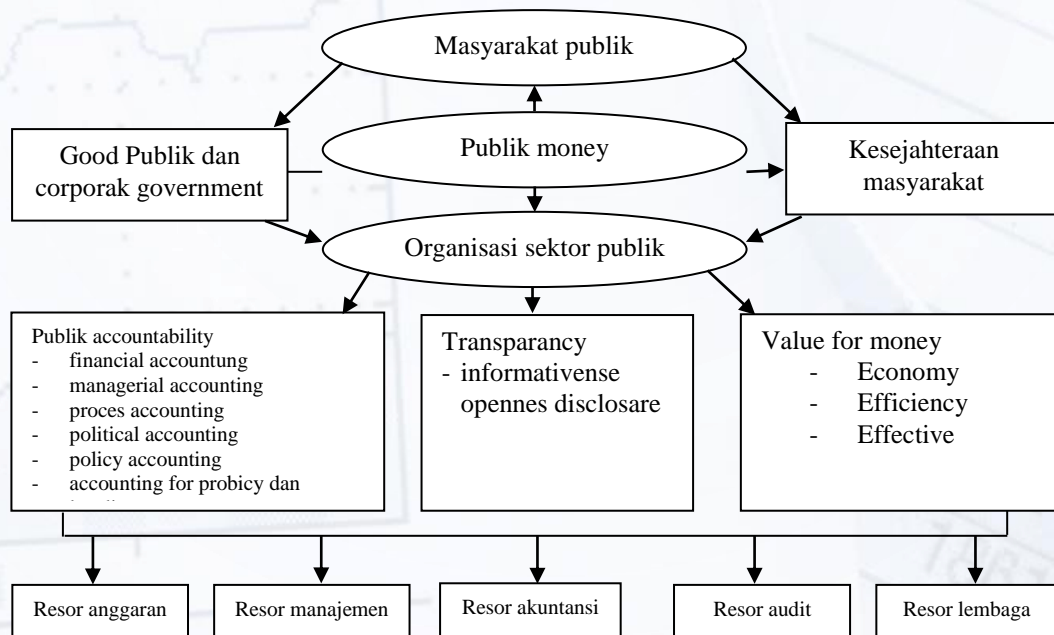 Masyarakat publik
Good Publik dan
corporak government
Publik money
Kesejahteraan
masyarakat
Organisasi sektor publik
Publik accountability
- financial accountung
- managerial accounting
- proces accounting
- political accounting
- policy accounting
- accounting for probicy dan
Transparancy
- informativense
opennes disclosare
Value for money
- Economy
- Efficiency
- Effective
Resor anggaran
Resor manajemen
Resor akuntansi
Resor audit
Resor lembaga